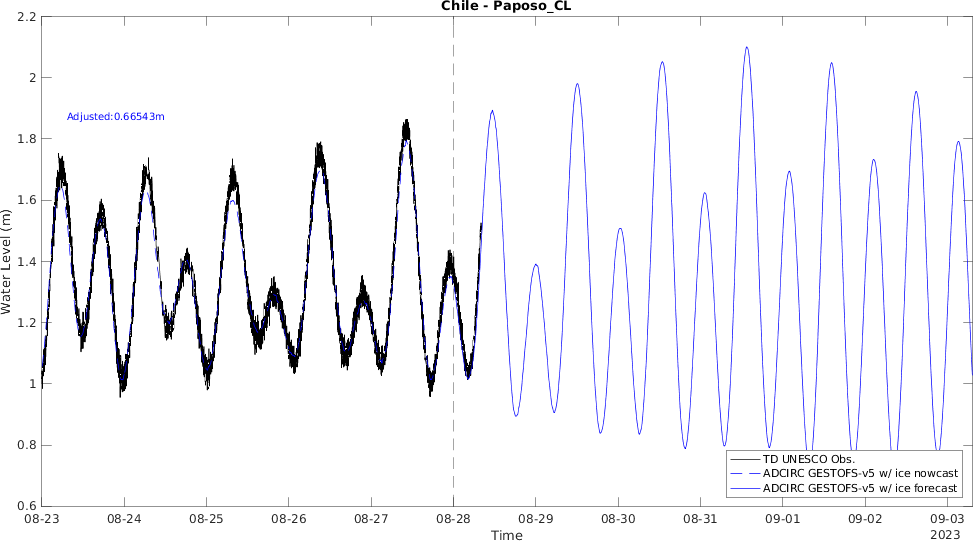 Chile - Paposo_CL
2.2
2
1.8
1.6
1.4
1.2
1
0.8
0.6
Water Level (m)
Adjusted:0.66543m
TD UNESCO Obs.
ADCIRC GESTOFS-v5 w/ ice nowcast
ADCIRC GESTOFS-v5 w/ ice forecast
08-23 08-24 08-25 08-26 08-27 08-28 08-29 08-30 08-31 09-01 09-02 09-03
2023
Time